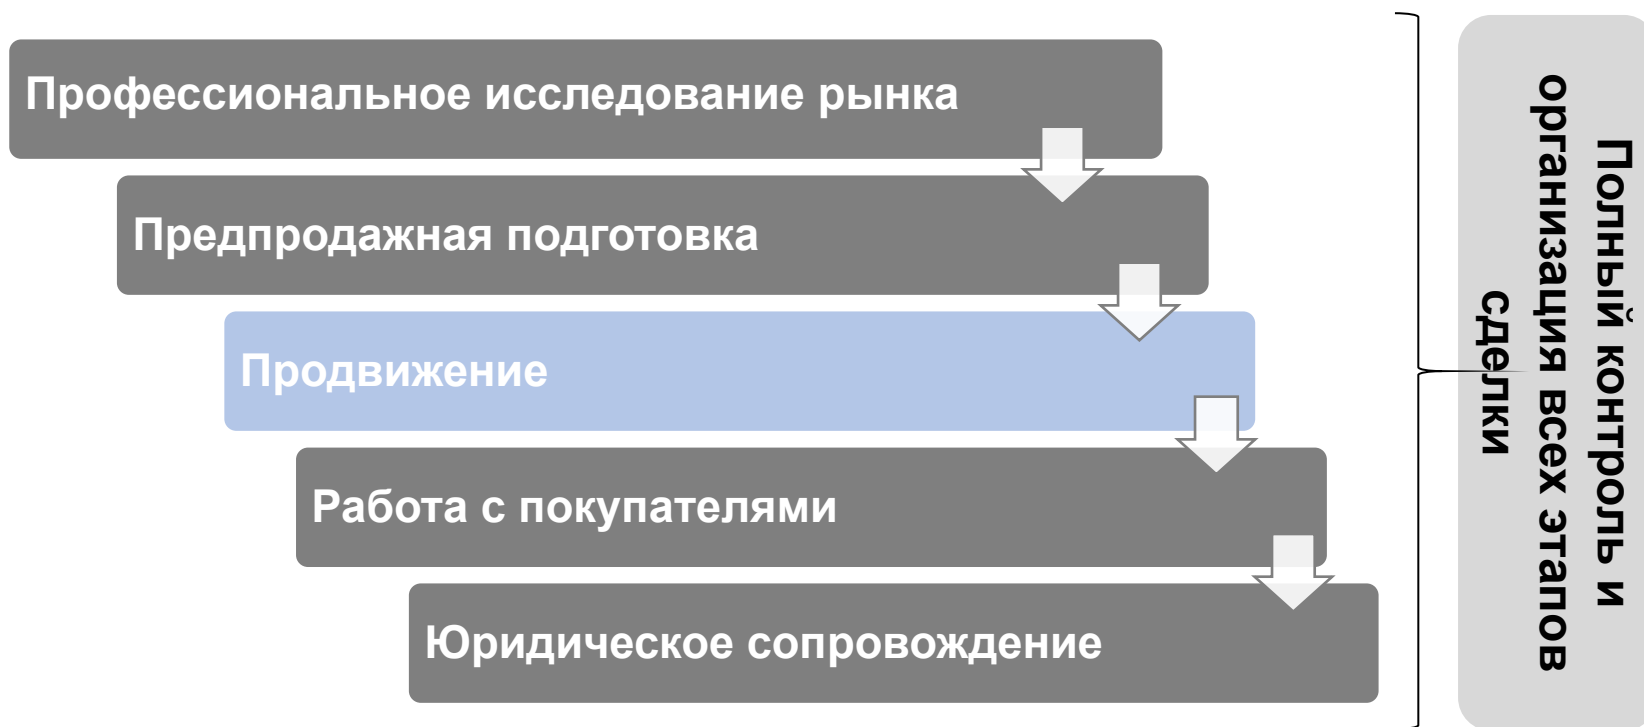 Профессиональное исследование рынка
Предпродажная подготовка
Продвижение
Работа с покупателями
Юридическое сопровождение
Полный контроль и
организация всех этапов
сделки